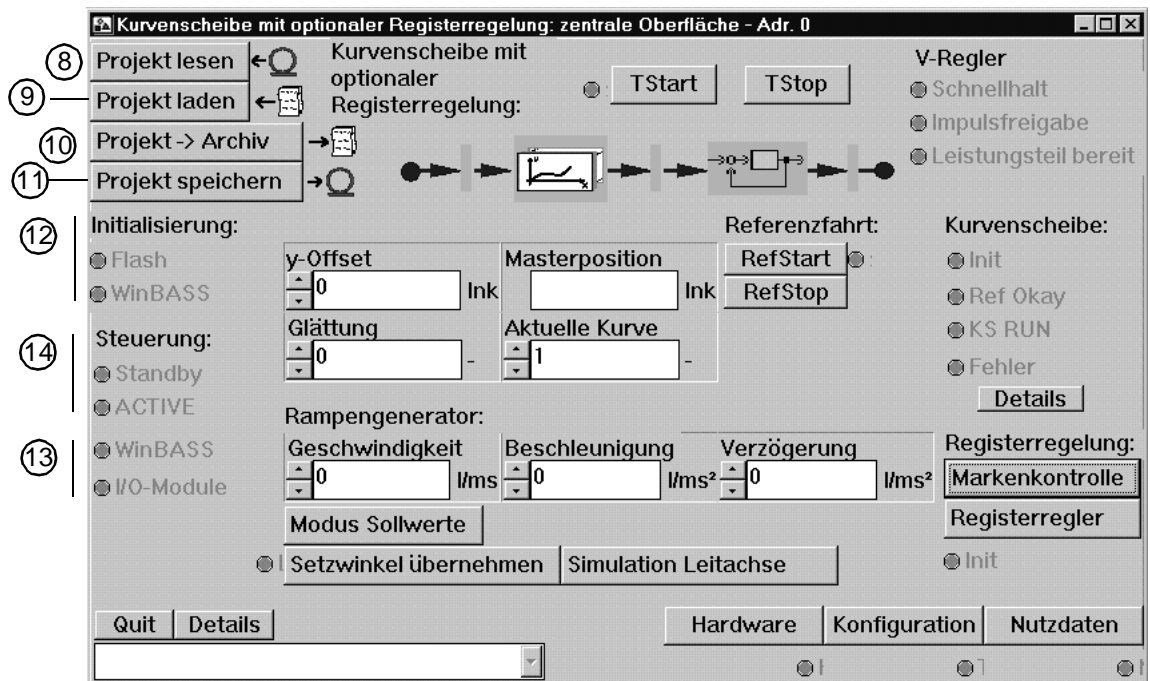 Kurvenscheibe mit optionaler Registerregelung: zentrale Oberfläche - Adr. 0
8
Projekt lesen
9
Projekt laden
10
Projekt -> Archiv
11
Projekt speichern
Kurvenscheibe mit
optionaler
Registerregelung:
TStart
TStop
V-Regler
Schnellhalt
Impulsfreigabe
Leistungsteil bereit
12
Initialisierung:
Flash
WinBASS
y-Offset
0
Ink
Masterposition
Ink
Glättung
0
-
Aktuelle Kurve
1
-
Referenzfahrt:
RefStart
RefStop
Kurvenscheibe:
Init
Ref Okay
KS RUN
Fehler
Details
14
Steuerung:
Standby
ACTIVE
13
WinBASS
I/O-Module
Rampengenerator:
Geschwindigkeit
0
I/ms
Beschleunigung
0
I/ms²
Verzögerung
0
I/ms²
Modus Sollwerte
Setzwinkel übernehmen
Simulation Leitachse
Registerregelung:
Markenkontrolle
Registerregler
Init
Quit
Details
Hardware
Konfiguration
Nutzdaten